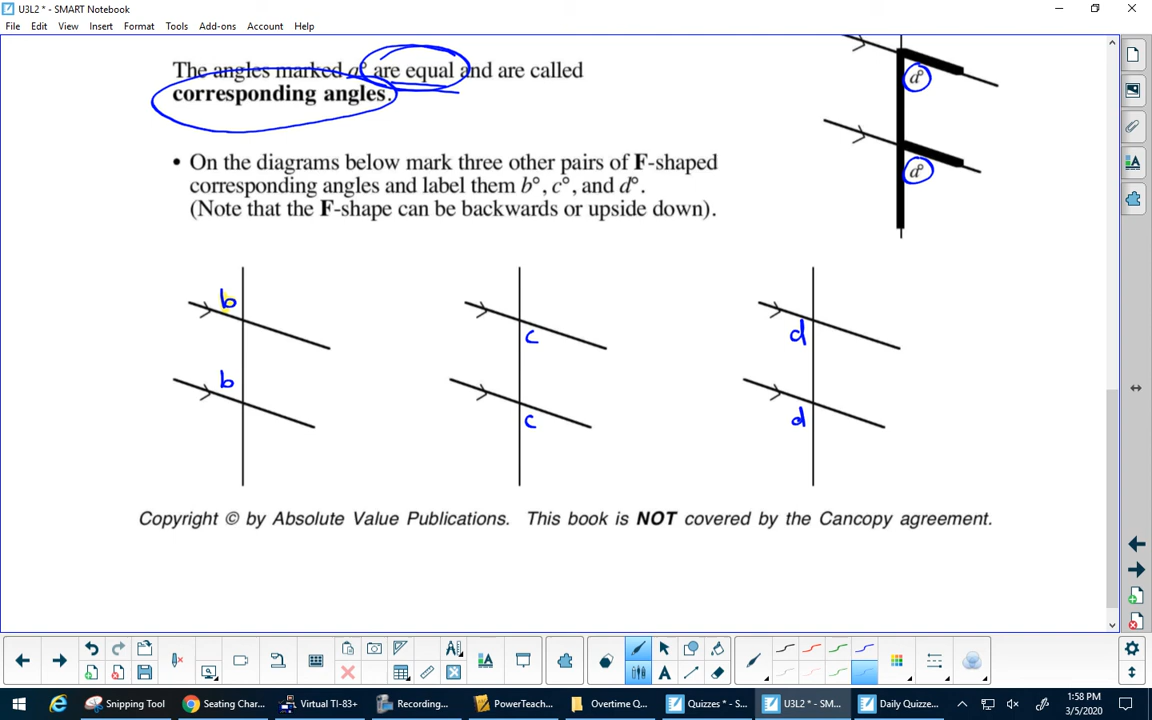 U3L2 * - SMART Notebook
File Edit View Insert Format Tools Add-ons Account Help
The angles marked a° are equal and are called
corresponding angles.
• On the diagrams below mark three other pairs of F-shaped
corresponding angles and label them b°, c°, and d°.
(Note that the F-shape can be backwards or upside down).
a°
a°
b
b
c
c
d
d
Copyright © by Absolute Value Publications. This book is NOT covered by the Cancopy agreement.
Snipping Tool Seating Char... Virtual TI-83+ Recording... PowerTeach... Overtime Q... Quizzes * - S... U3L2 * - SM... Daily Quizze...
1:58 PM
3/5/2020